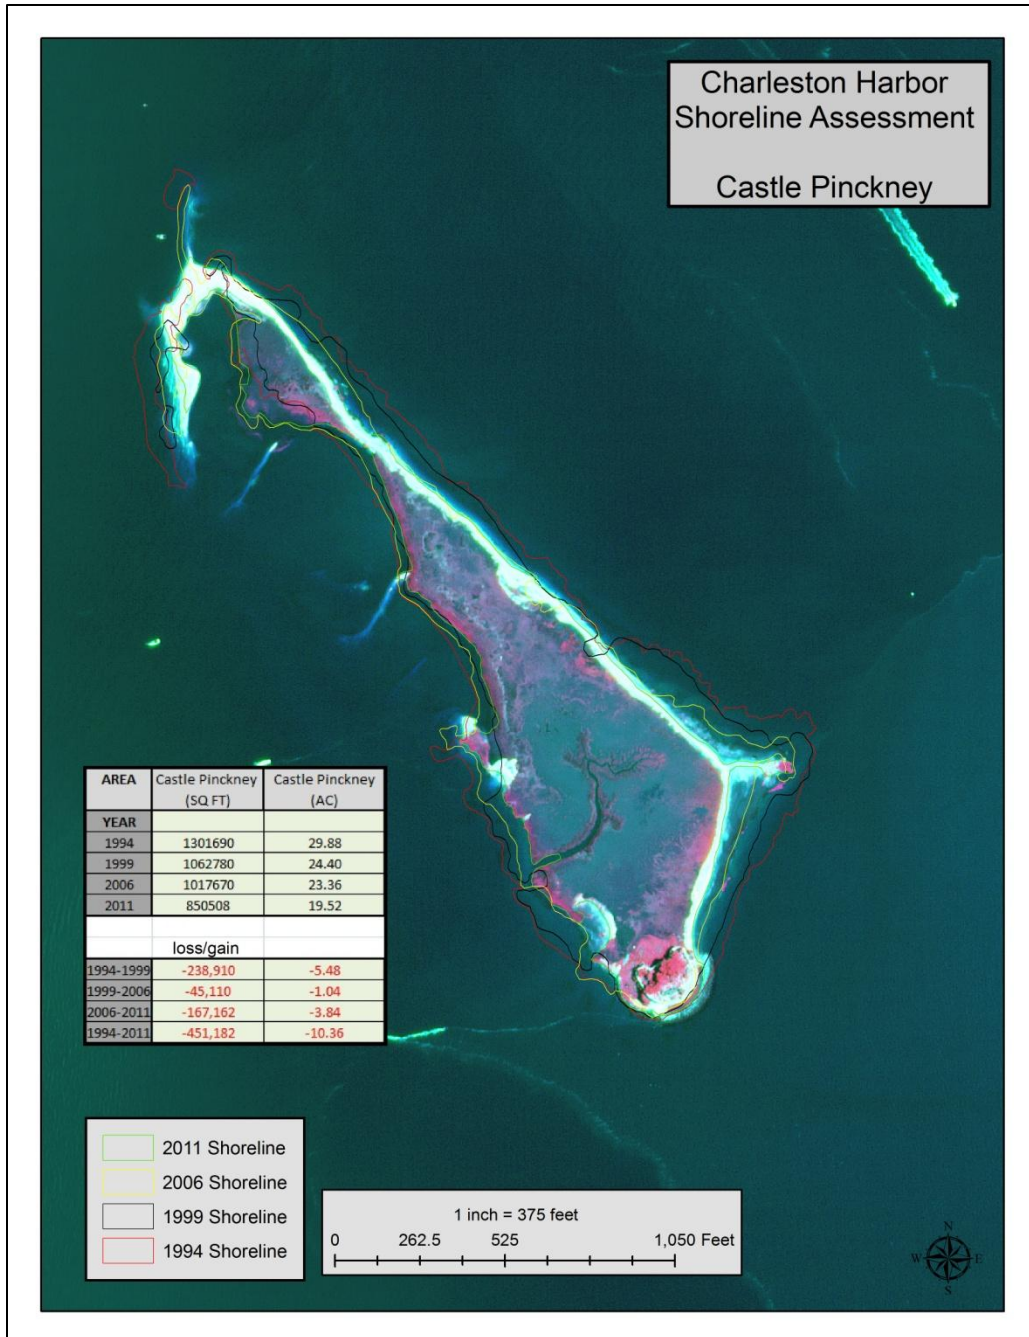 Charleston Harbor
Shoreline Assessment
Castle Pinckney
AREA Castle Pinckney (SQ FT) Castle Pinckney (AC)
YEAR
1994 1301690 29.88
1999 1062780 24.40
2006 1017670 23.36
2011 850508 19.52
loss/gain
1994-1999 -238,910 -5.48
1999-2006 -45,110 -1.04
2006-2011 -167,162 -3.84
1994-2011 -451,182 -10.36
2011 Shoreline
2006 Shoreline
1999 Shoreline
1994 Shoreline
1 inch = 375 feet
0 262.5 525 1,050 Feet
N
W E
S